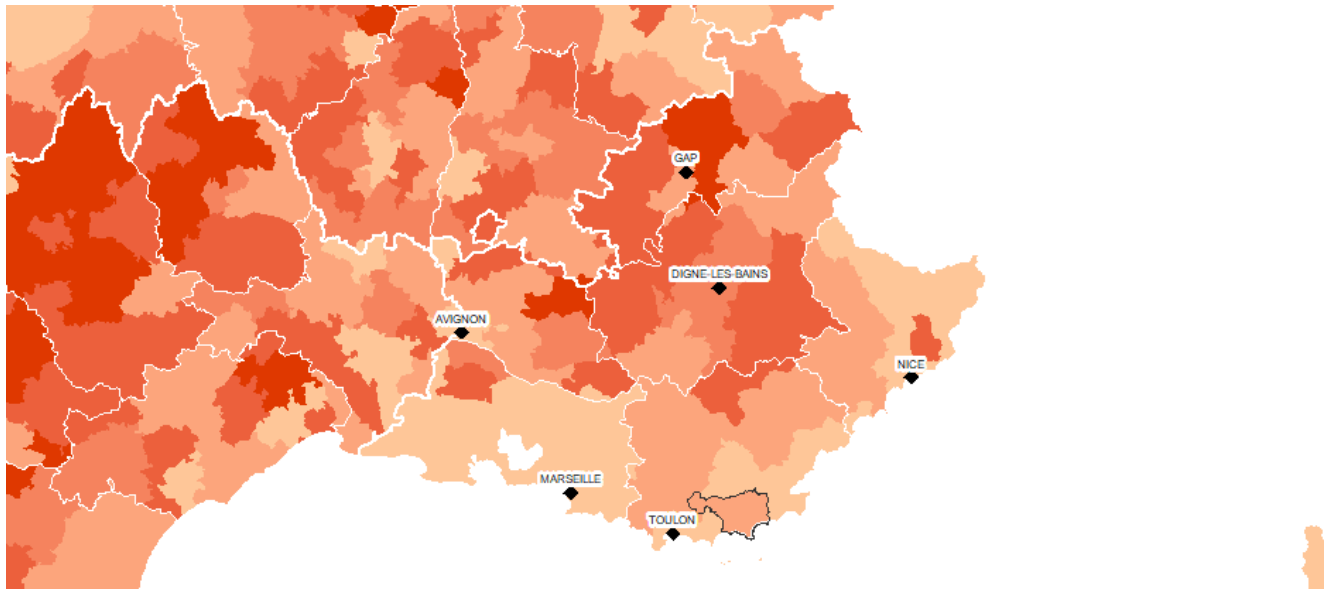 GAP
DIGNE-LES-BAINS
AVIGNON
NICE
MARSEILLE
TOULON